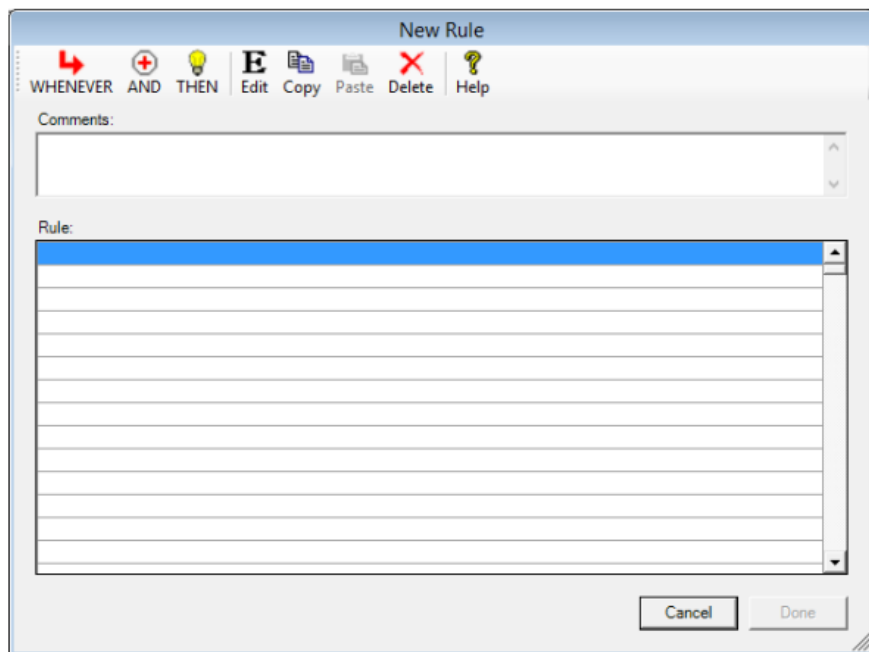 New Rule
WHENEVER AND THEN Edit Copy Paste Delete Help
Comments:
Rule:
Cancel Done